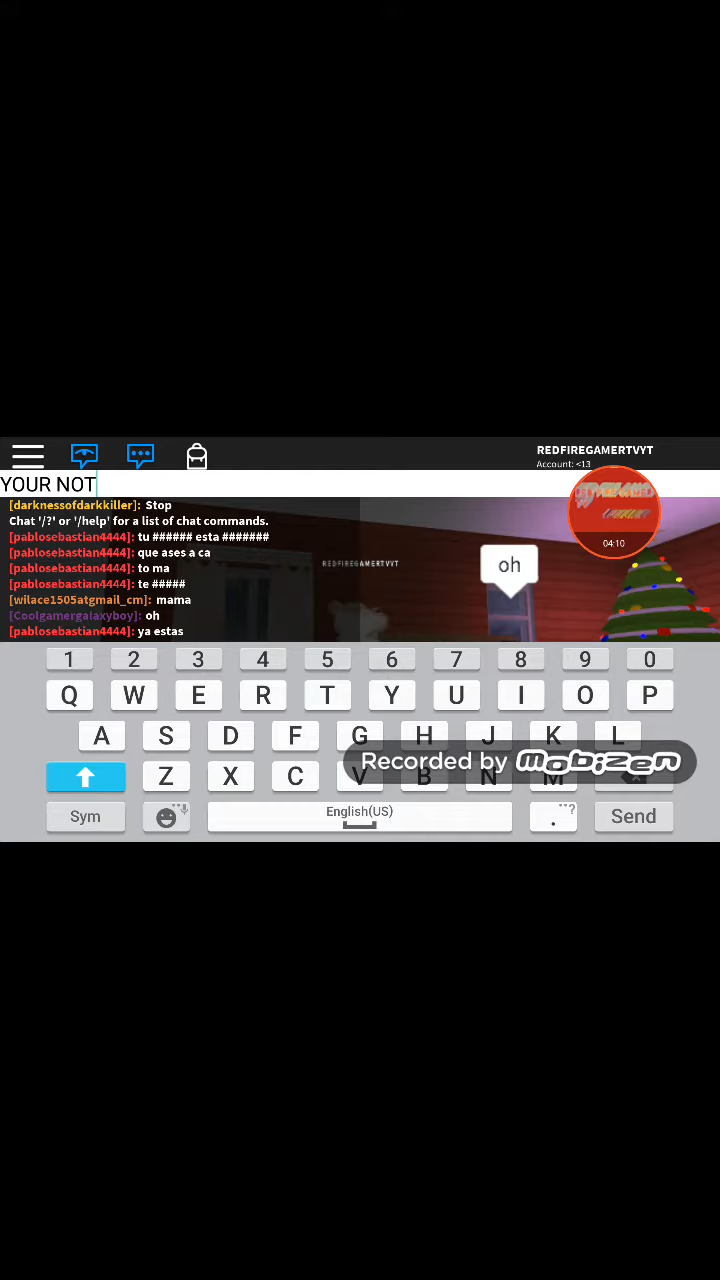 REDFIREGAMERTVYT
Account: <13
YOUR NOT
04:10
[darknessofdarkkiller]: Stop
Chat '/?' or '/help' for a list of chat commands.
[pablosebastian4444]: tu ###### esta #######
[pablosebastian4444]: que ases a ca
[pablosebastian4444]: to ma
[pablosebastian4444]: te #####
[wilace1505atgmail_cm]: mama
[Coolgamergalaxyboy]: oh
[pablosebastian4444]: ya estas
REDFIREGAMERTVYT
oh
1 2 3 4 5 6 7 8 9 0
Q W E R T Y U I O P
A S D F G H J K L
Recorded by mobizen
Z X C V B N M
Sym
English(US)
. ?
Send